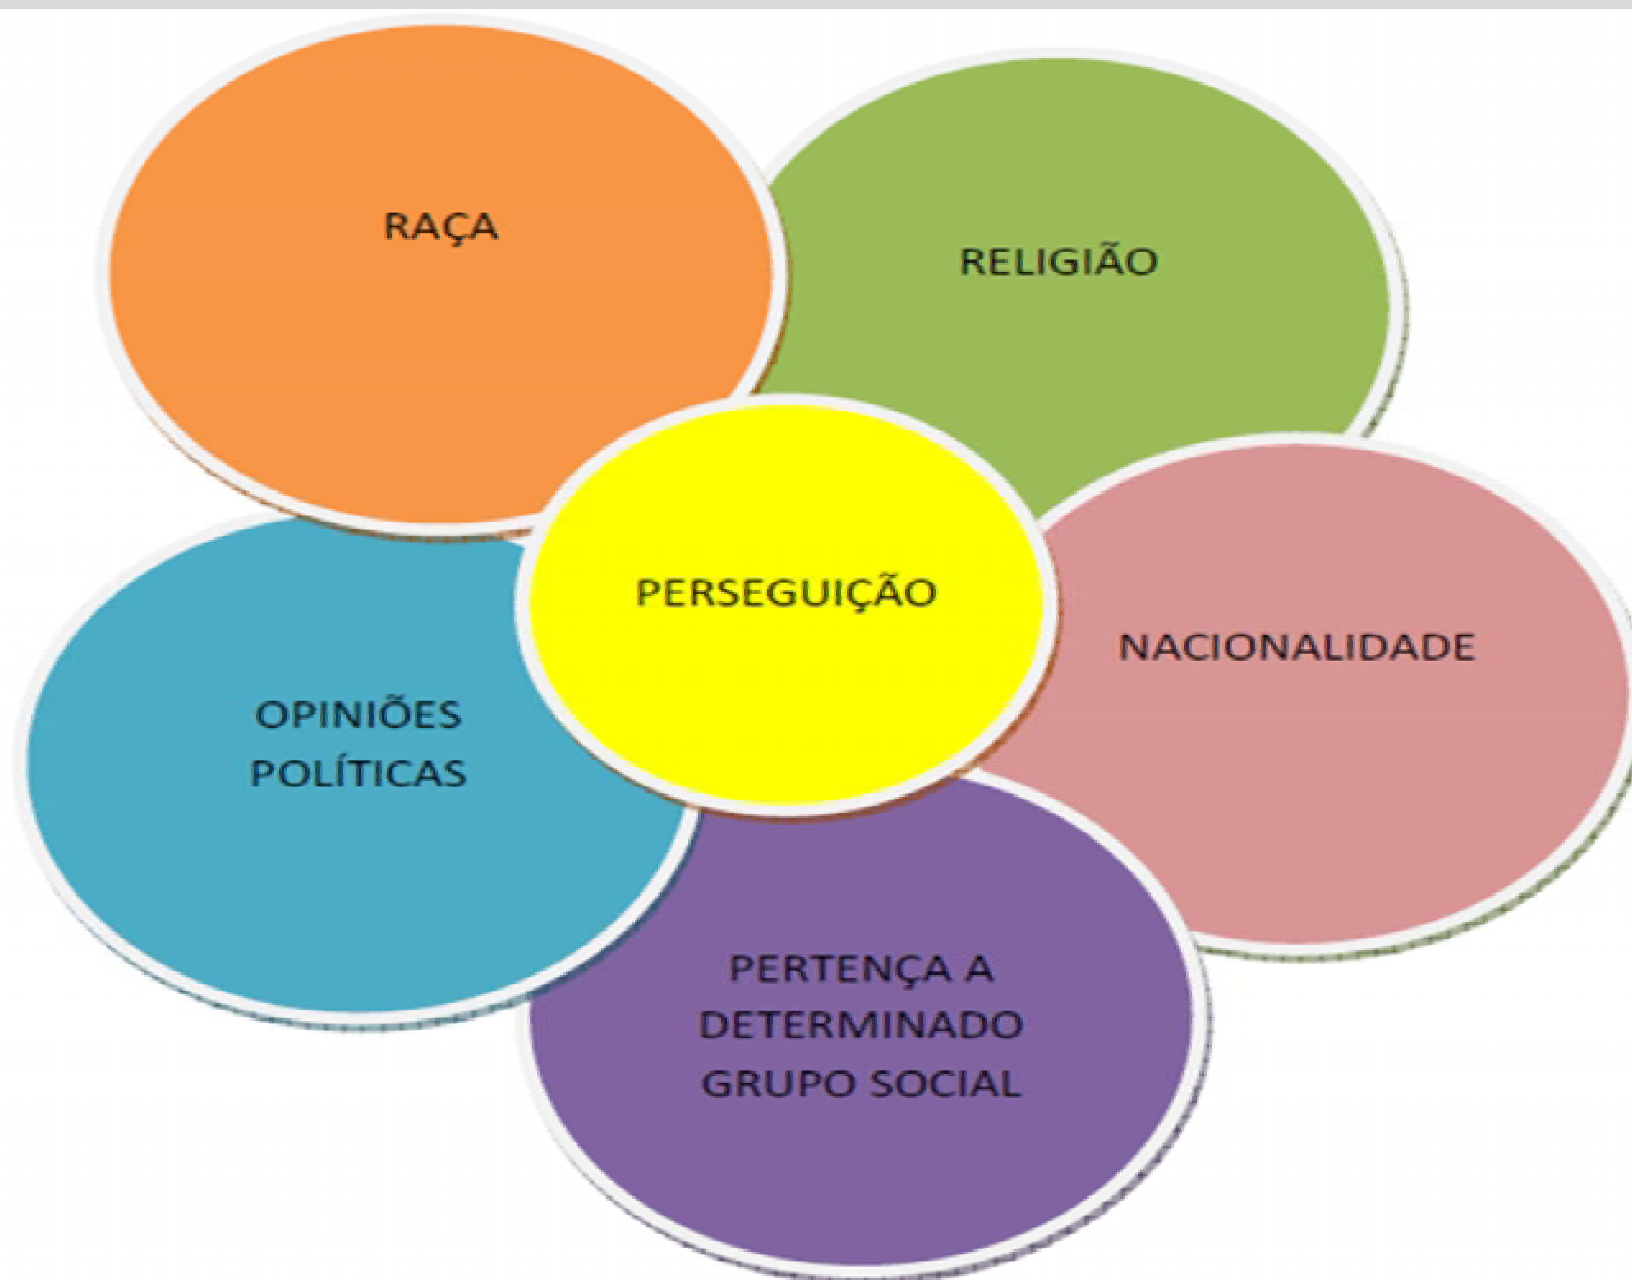 RAÇA
RELIGIÃO
PERSEGUIÇÃO
NACIONALIDADE
OPINIÕES
POLÍTICAS
PERTENÇA A
DETERMINADO
GRUPO SOCIAL